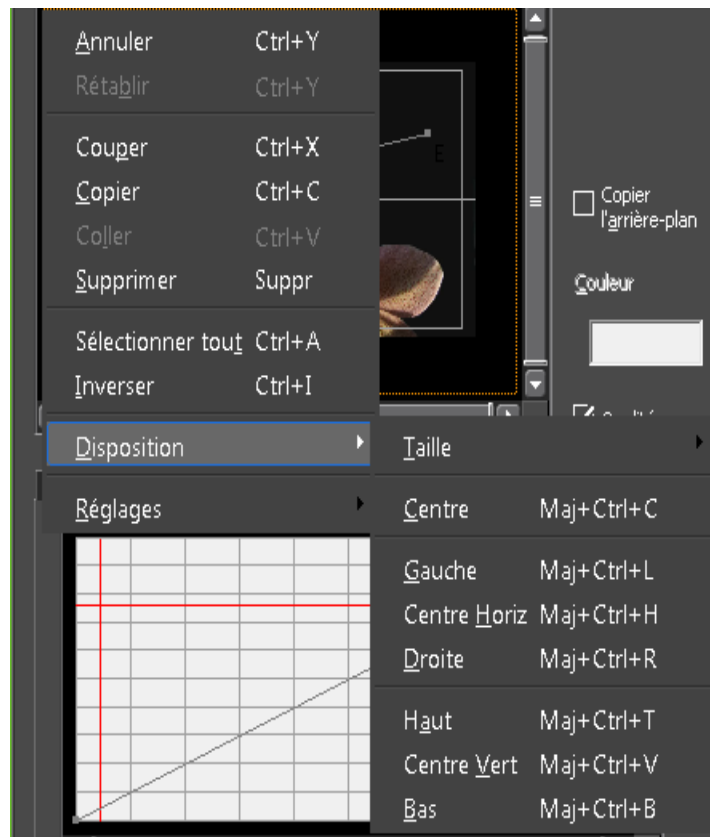 Annuler Ctrl+Y
Rétablir Ctrl+Y
Couper Ctrl+X
Copier Ctrl+C
Coller Ctrl+V
Supprimer Suppr
Sélectionner tout Ctrl+A
Inverser Ctrl+I
Disposition
Réglages
Taille
Centre Maj+Ctrl+C
Gauche Maj+Ctrl+L
Centre Horiz Maj+Ctrl+H
Droite Maj+Ctrl+R
Haut Maj+Ctrl+T
Centre Vert Maj+Ctrl+V
Bas Maj+Ctrl+B
E
Copier
l'arrière-plan
Couleur